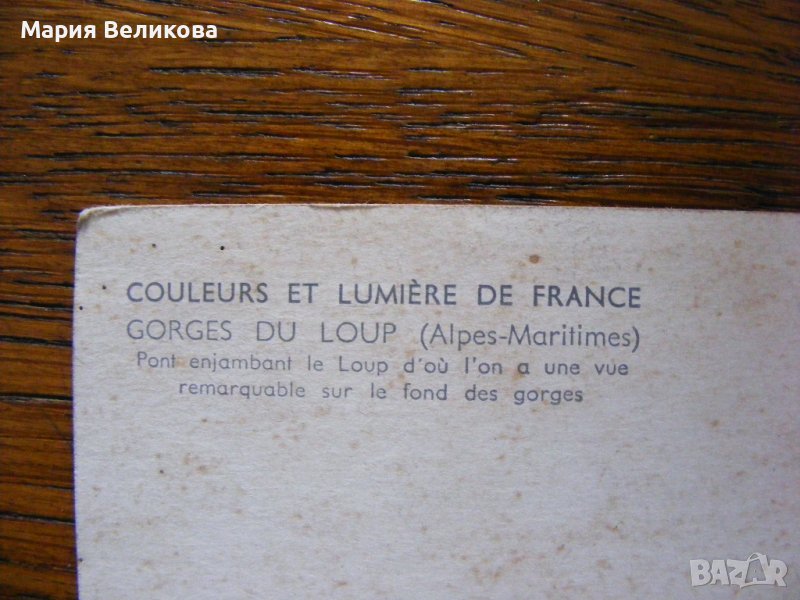 Мария Великова
COULEURS ET LUMIÈRE DE FRANCE
GORGES DU LOUP (Alpes-Maritimes)
Pont enjambant le Loup d'où l'on a une vue
remarquable sur le fond des gorges
BAZAR